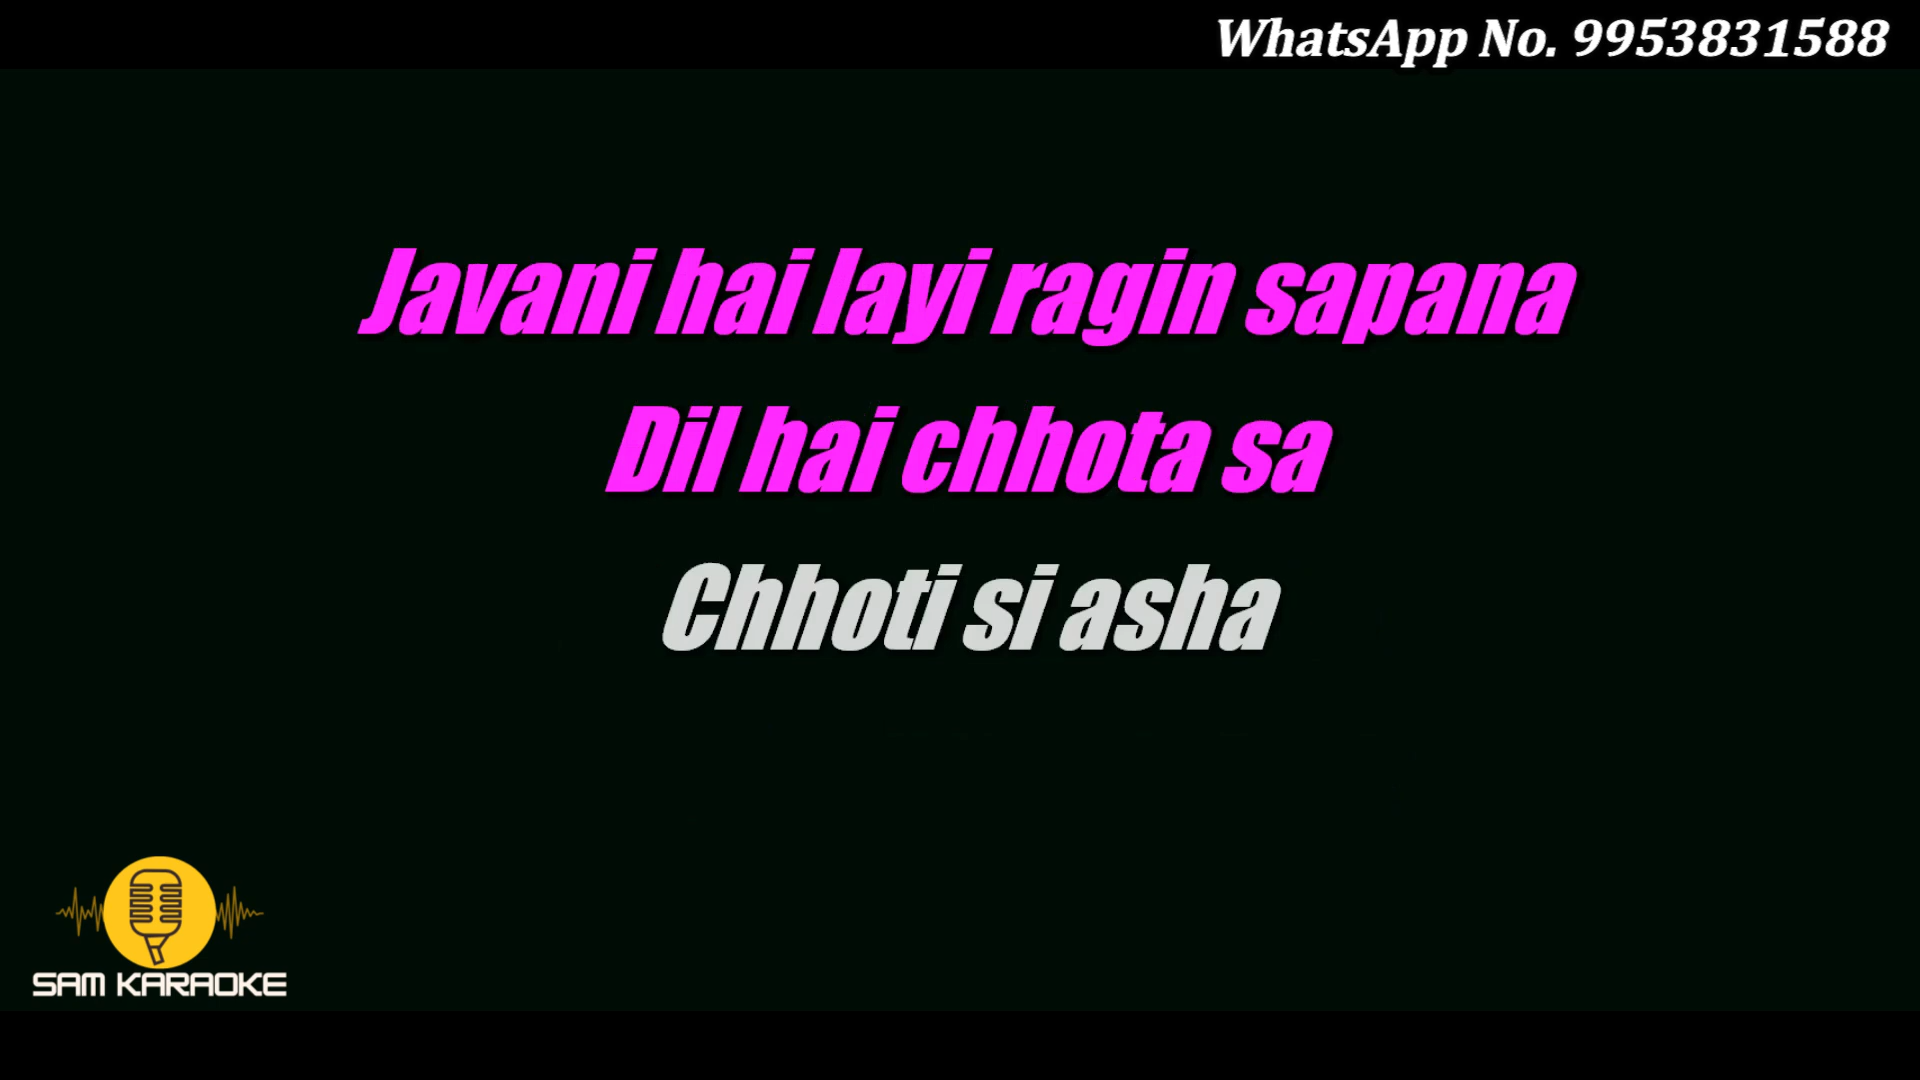 WhatsApp No. 9953831588
Javani hai layi ragin sapana
Dil hai chhota sa
Chhoti si asha
SAM KARAOKE